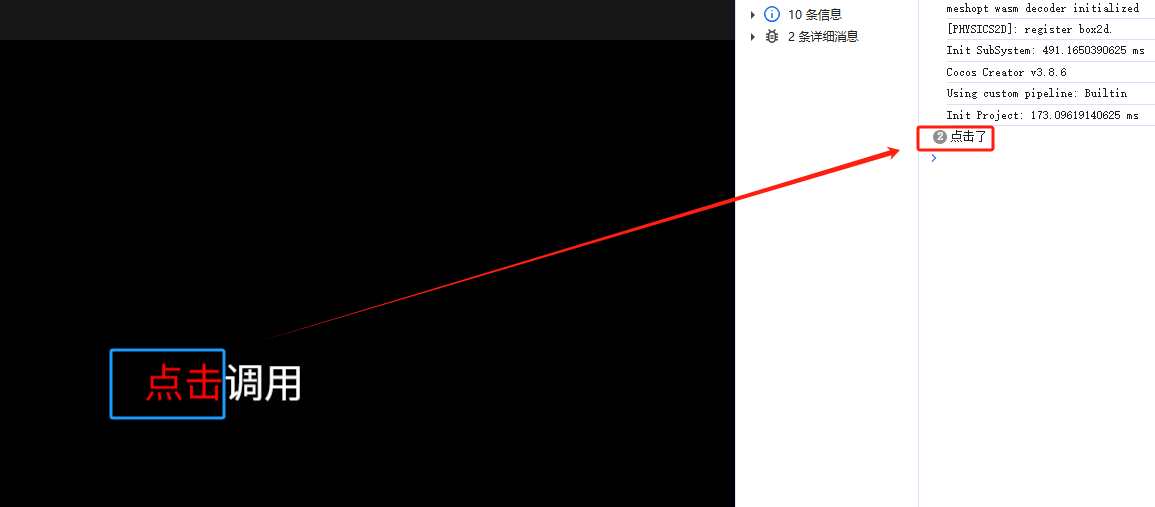 10 条信息
2 条详细消息
meshopt wasm decoder initialized
[PHYSICS2D]: register box2d.
Init SubSystem: 491.1650390625 ms
Cocos Creator v3.8.6
Using custom pipeline: Builtin
Init Project: 173.09619140625 ms
2 点击了
点击调用